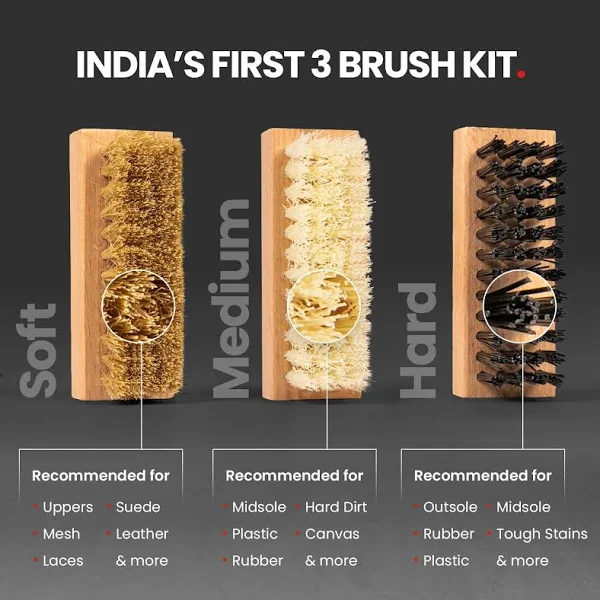 INDIA'S FIRST 3 BRUSH KIT.
Soft
Medium
Hard
Recommended for
• Uppers • Suede
• Mesh • Leather
• Laces & more
Recommended for
• Midsole • Hard Dirt
• Plastic • Canvas
• Rubber & more
Recommended for
• Outsole • Midsole
• Rubber • Tough Stains
• Plastic & more